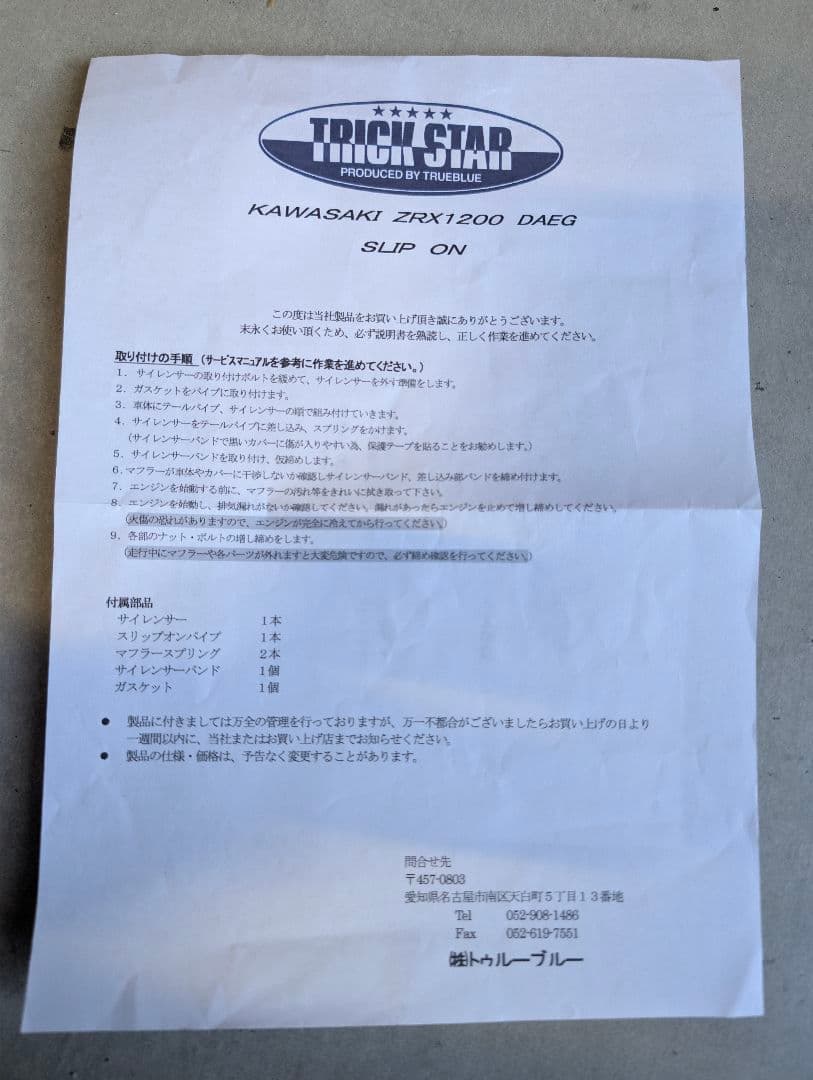 ★★★★★
TRICK STAR
PRODUCED BY TRUEBLUE
KAWASAKI ZRX1200 DAEG
SLIP ON
この度は当社製品をお買い上げ頂き誠にありがとうございます。
末永くお使い頂くため、必ず説明書を熟読し、正しく作業を進めてください。
取り付けの手順 (サービスマニュアルを参考に作業を進めてください。)
1. サイレンサーの取り付けボルトを緩めて、サイレンサーを外す準備をします。
2. ガスケットをパイプに取り付けます。
3. 車体にテールパイプ、サイレンサーの順で組み付けていきます。
4. サイレンサーをテールパイプに差し込み、スプリングをかけます。
(サイレンサーバンドで黒いカバーに傷が入りやすい為、保護テープを貼ることをお勧めします。)
5. サイレンサーバンドを取り付け、仮締めします。
6. マフラーが車体やカバーに干渉しないか確認しサイレンサーバンド、差し込み部バンドを締め付けます。
7. エンジンを始動する前に、マフラーの汚れ等をきれいに拭き取って下さい。
8. エンジンを始動し、排気漏れがないか確認してください。漏れがあったらエンジンを止めて増し締めしてください。
(火傷の恐れがありますので、エンジンが完全に冷えてから行ってください。)
9. 各部のナット・ボルトの増し締めをします。
(走行中にマフラーや各パーツが外れますと大変危険ですので、必ず締め確認を行ってください。)
付属部品
サイレンサー 1本
スリップオンパイプ 1本
マフラースプリング 2本
サイレンサーバンド 1個
ガスケット 1個
● 製品に付きましては万全の管理を行っておりますが、万一不都合がございましたらお買い上げの日より
一週間以内に、当社またはお買い上げ店までお知らせください。
● 製品の仕様・価格は、予告なく変更することがあります。
問合せ先
〒457-0803
愛知県名古屋市南区天白町5丁目13番地
Tel 052-908-1486
Fax 052-619-7551
㈱トゥルーブルー